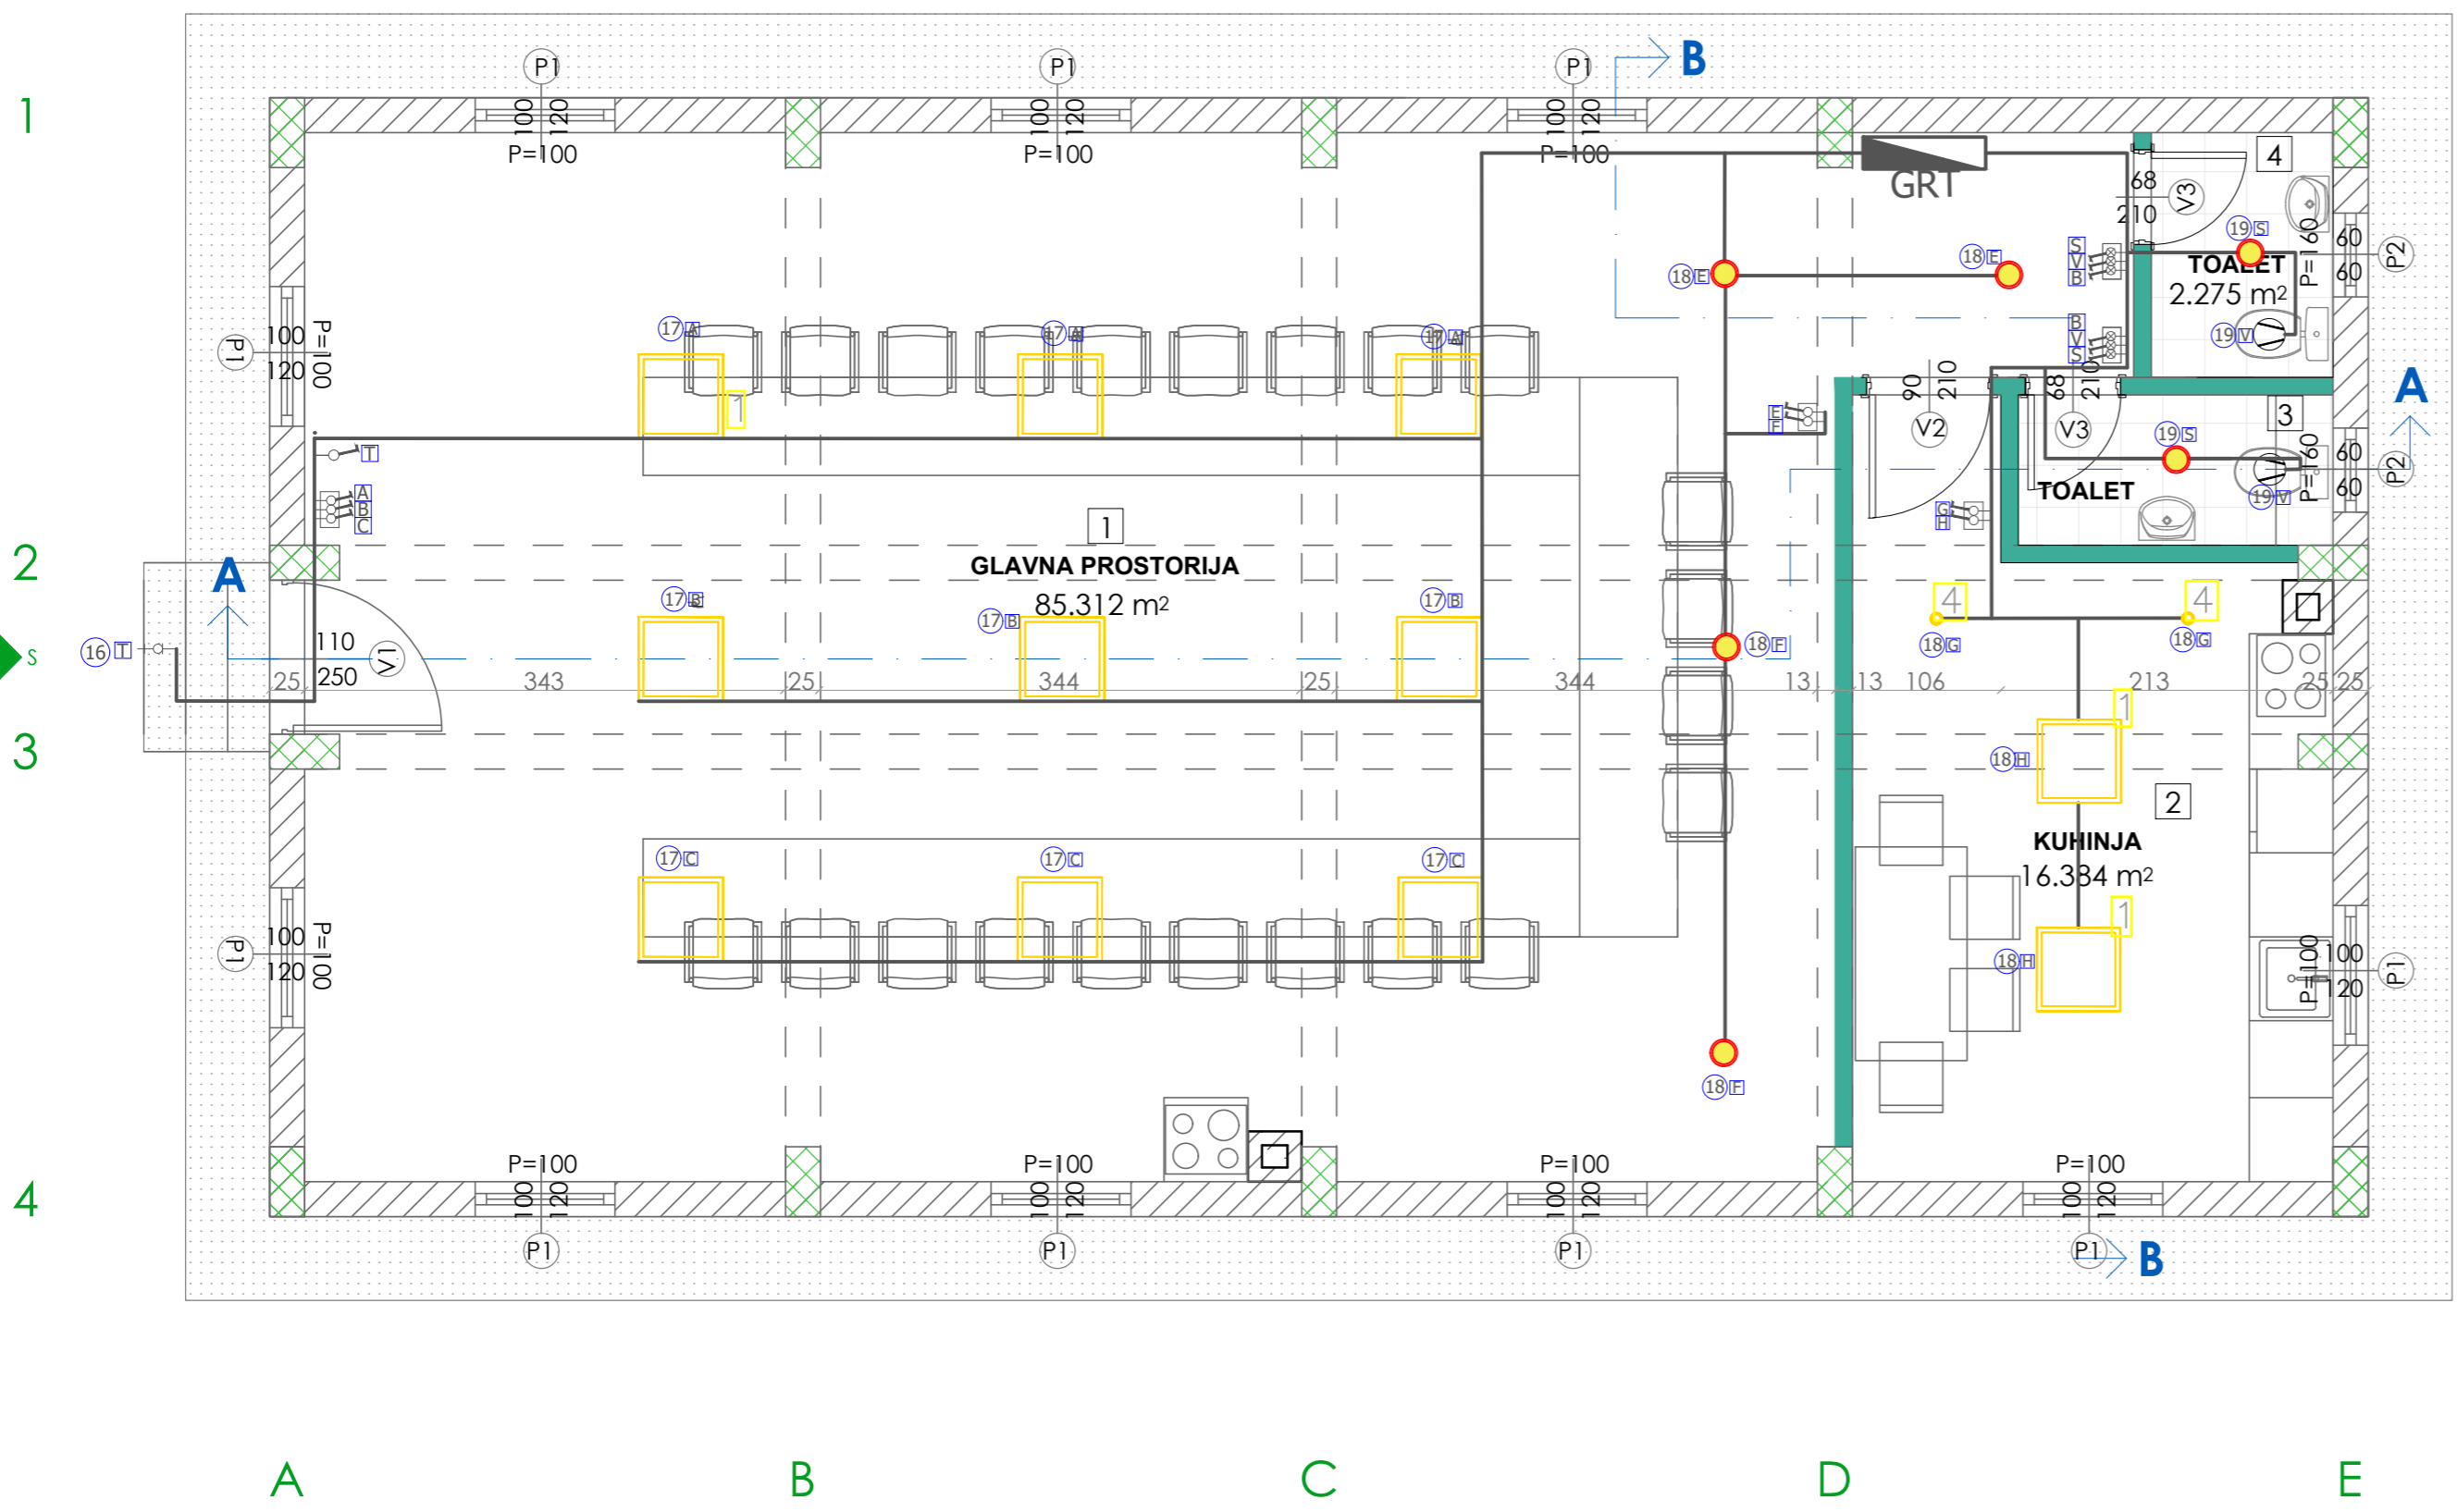 P1
P1
P1
B
1
100
120
100
120
100
120
P=100
P=100
P=100
GRT
4
68
210
V3
19 S
P=160
60
60
P2
S
V
B
TOALET
2.275 m2
18 E
18 E
19 V
B
V
S
P1
100
120
P=100
17 A
17
17
1
90
210
68
210
A
E
F
V2
V3
3
19 S
P=160
60
60
P2
T
A
B
C
TOALET
19 V
G
H
1
GLAVNA PROSTORIJA
85.312 m2
2
A
17 B
17 B
17 B
4
4
18 G
18 G
16 T
S
110
250
V1
18 F
25
343
25
344
25
344
13
13
106
213
25
25
1
3
18 H
2
KUHINJA
16.384 m2
17 C
17 C
17 C
1
P1
100
120
P=100
18 H
P=100
100
120
P1
18 F
P=100
P=100
P=100
P=100
4
100
120
100
120
100
120
100
120
P1
P1
P1
P1
B
A
B
C
D
E